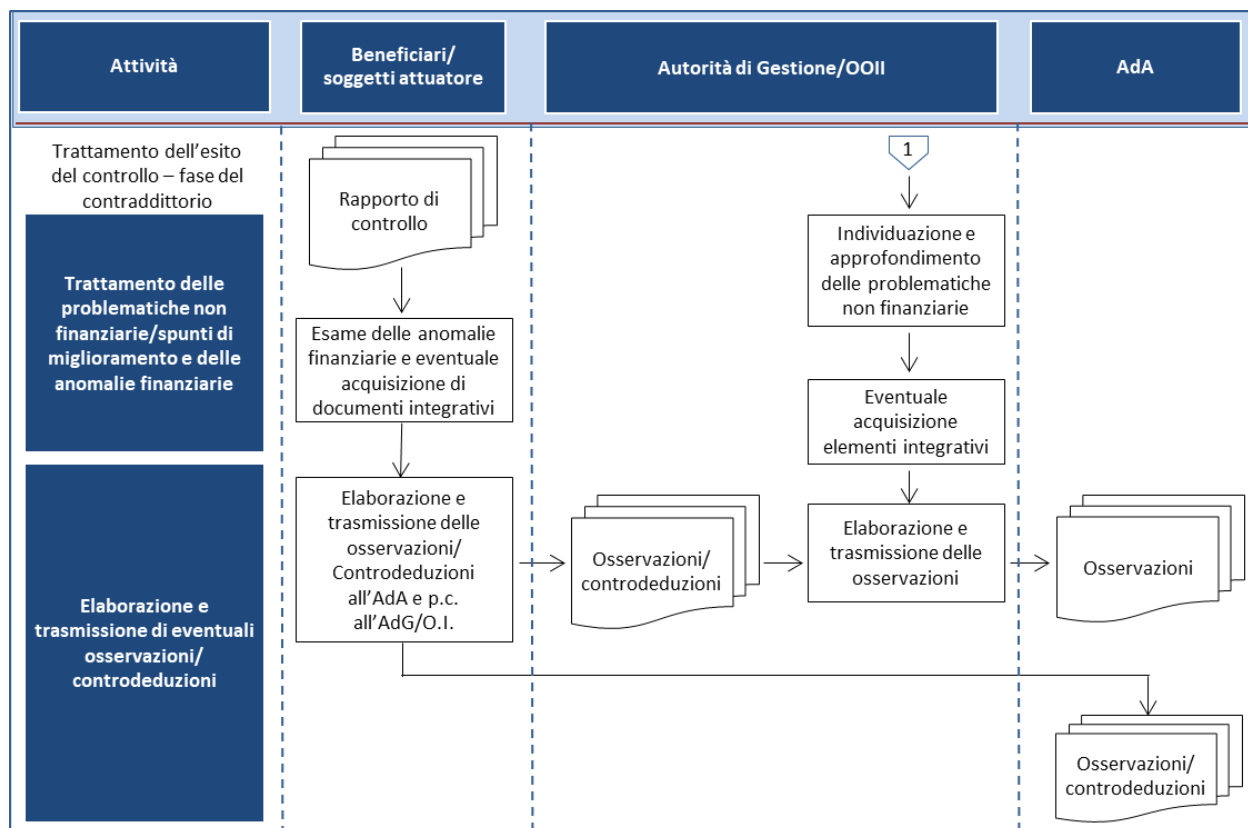 Attività
Beneficiari/
soggetti attuatore
Autorità di Gestione/OOII
AdA
Trattamento dell'esito
del controllo – fase del
contraddittorio
Rapporto di
controllo
1
Individuazione e
approfondimento
delle problematiche
non finanziarie
Trattamento delle
problematiche non
finanziarie/spunti di
miglioramento e delle
anomalie finanziarie
Esame delle anomalie
finanziarie e eventuale
acquisizione di
documenti integrativi
Eventuale
acquisizione
elementi integrativi
Elaborazione e
trasmissione di eventuali
osservazioni/
controdeduzioni
Elaborazione e
trasmissione delle
osservazioni/
Controdeduzioni
all'AdA e p.c.
all'AdG/O.I.
Osservazioni/
controdeduzioni
Elaborazione e
trasmissione delle
osservazioni
Osservazioni
Osservazioni/
controdeduzioni